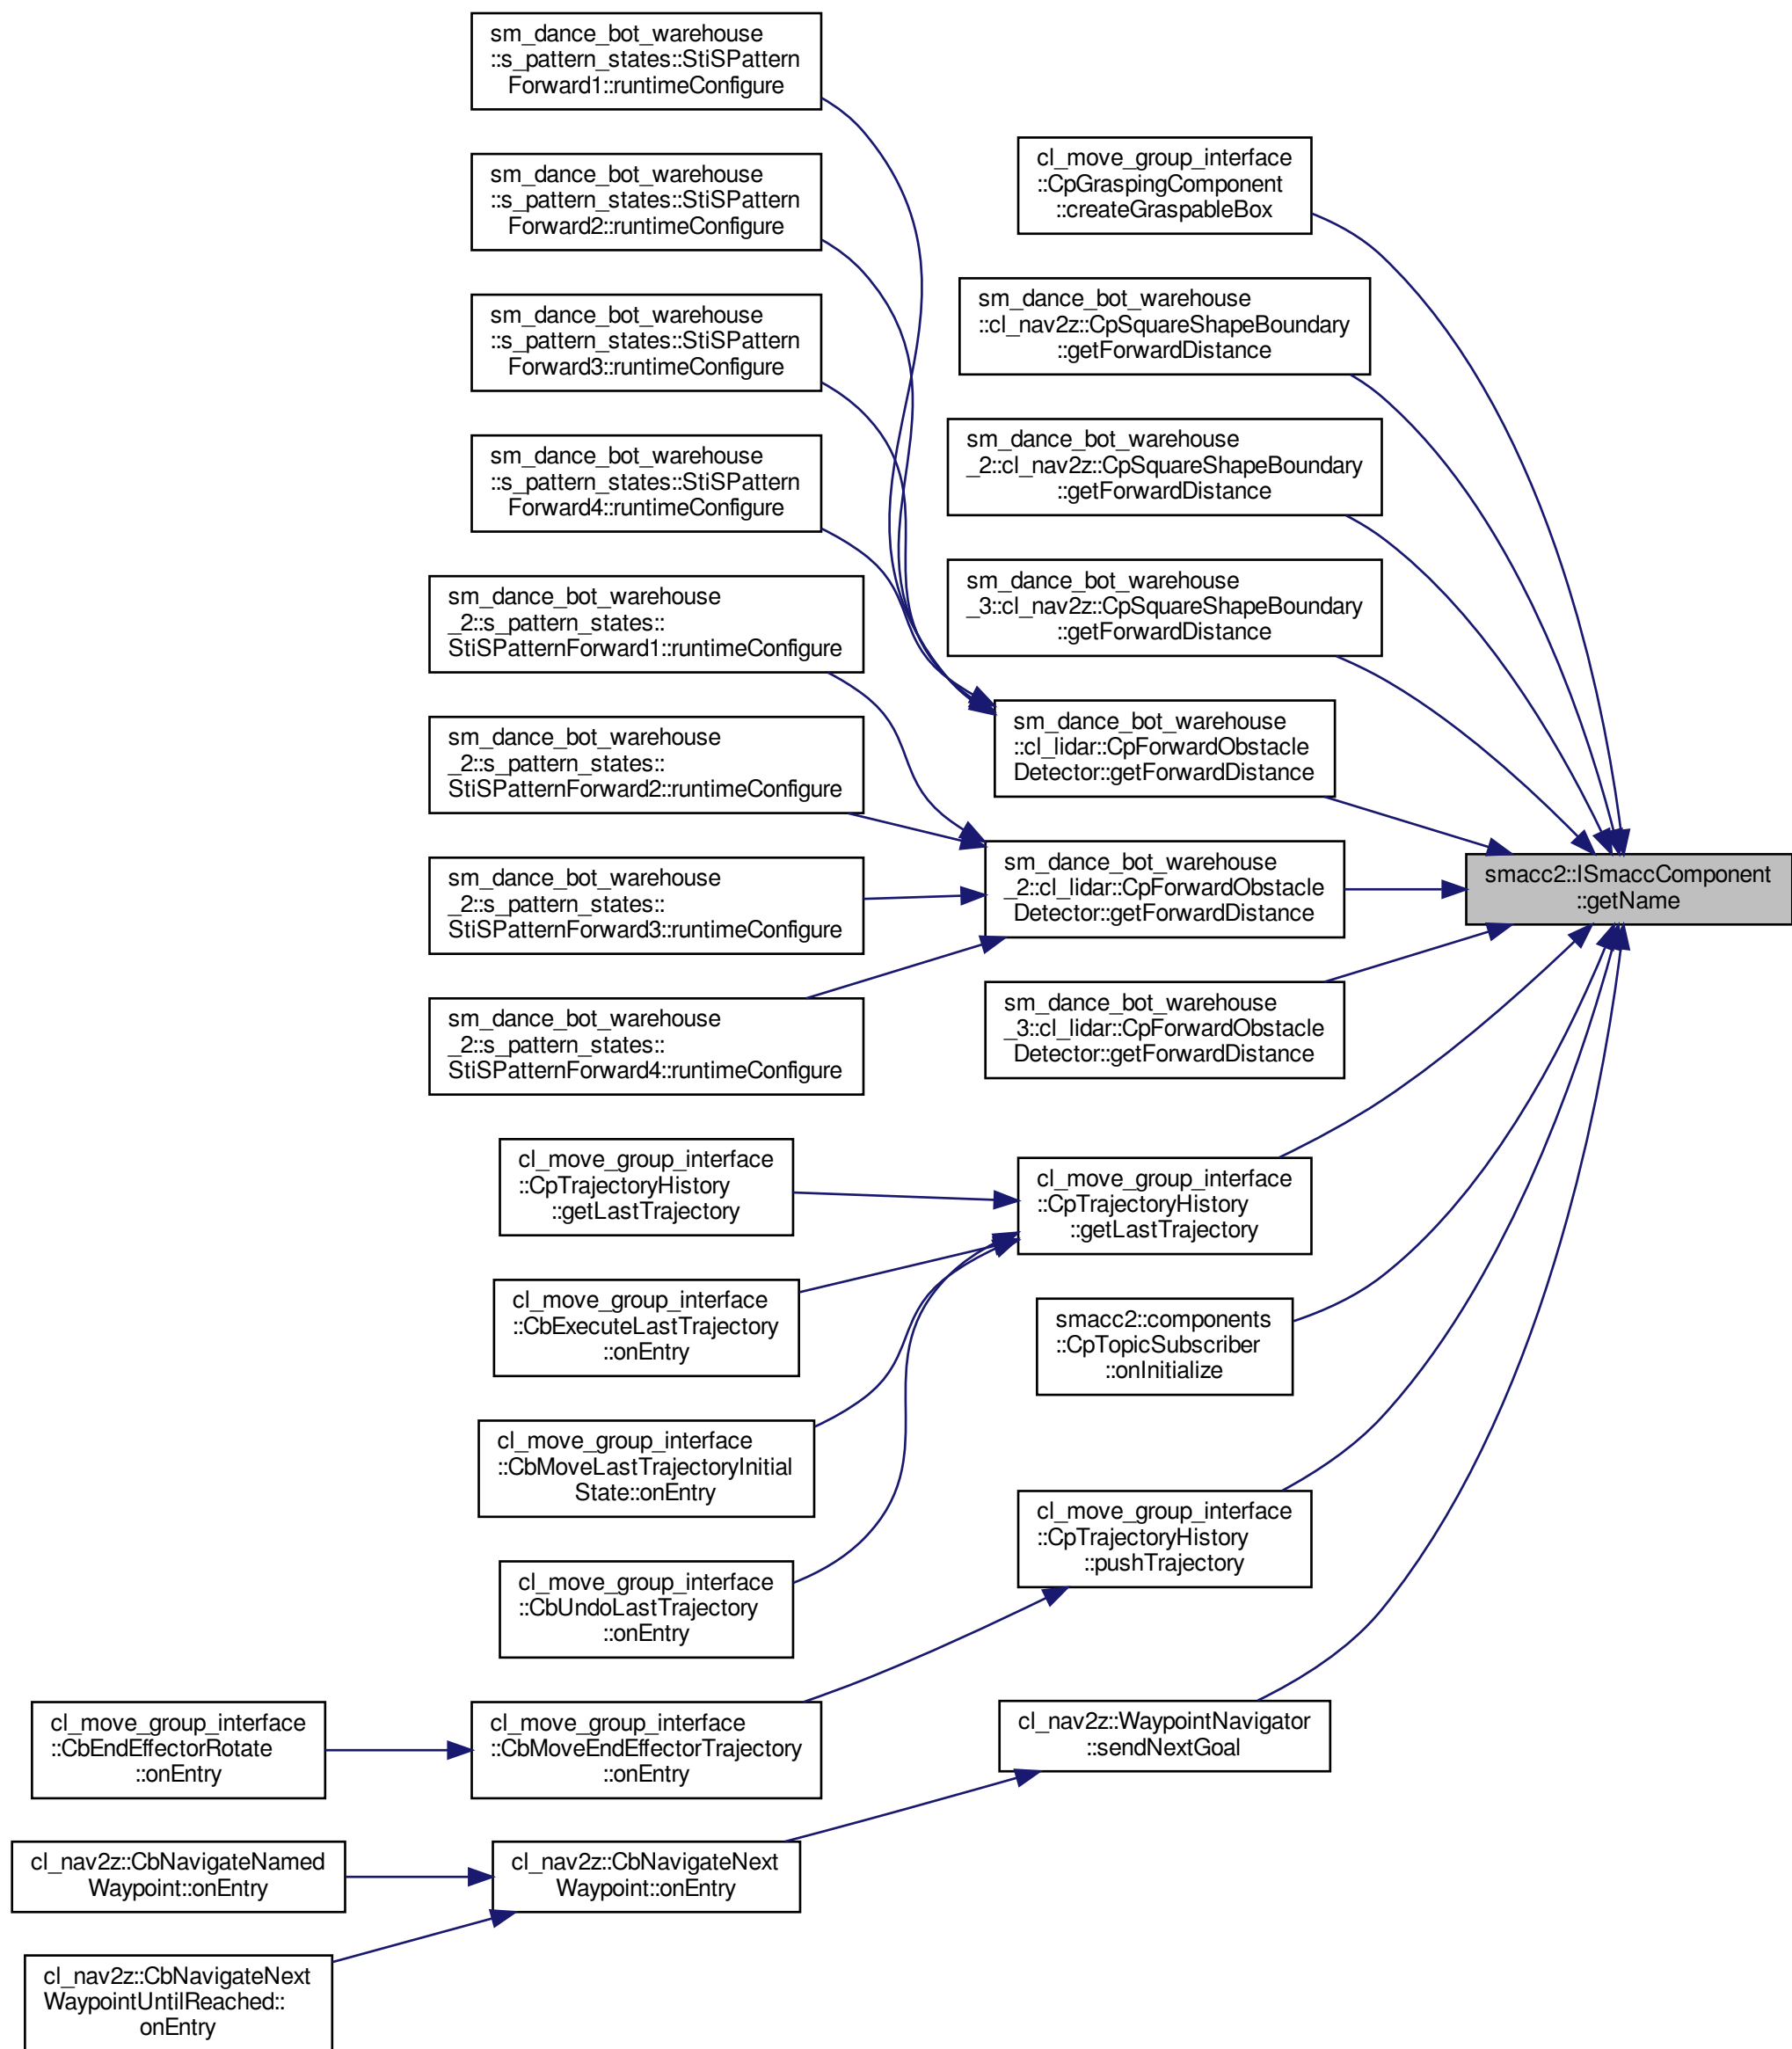 sm_dance_bot_warehouse
::s_pattern_states::StiSPattern
Forward1::runtimeConfigure
sm_dance_bot_warehouse
::s_pattern_states::StiSPattern
Forward2::runtimeConfigure
sm_dance_bot_warehouse
::s_pattern_states::StiSPattern
Forward3::runtimeConfigure
sm_dance_bot_warehouse
::s_pattern_states::StiSPattern
Forward4::runtimeConfigure
sm_dance_bot_warehouse
_2::s_pattern_states::
StiSPatternForward1::runtimeConfigure
sm_dance_bot_warehouse
_2::s_pattern_states::
StiSPatternForward2::runtimeConfigure
sm_dance_bot_warehouse
_2::s_pattern_states::
StiSPatternForward3::runtimeConfigure
sm_dance_bot_warehouse
_2::s_pattern_states::
StiSPatternForward4::runtimeConfigure
cl_move_group_interface
::CpTrajectoryHistory
::getLastTrajectory
cl_move_group_interface
::CbExecuteLastTrajectory
::onEntry
cl_move_group_interface
::CbMoveLastTrajectoryInitial
State::onEntry
cl_move_group_interface
::CbUndoLastTrajectory
::onEntry
cl_move_group_interface
::CbEndEffectorRotate
::onEntry
cl_move_group_interface
::CbMoveEndEffectorTrajectory
::onEntry
cl_nav2z::CbNavigateNamed
Waypoint::onEntry
cl_nav2z::CbNavigateNext
Waypoint::onEntry
cl_nav2z::CbNavigateNext
WaypointUntilReached::
onEntry
cl_move_group_interface
::CpGraspingComponent
::createGraspableBox
sm_dance_bot_warehouse
::cl_nav2z::CpSquareShapeBoundary
::getForwardDistance
sm_dance_bot_warehouse
_2::cl_nav2z::CpSquareShapeBoundary
::getForwardDistance
sm_dance_bot_warehouse
_3::cl_nav2z::CpSquareShapeBoundary
::getForwardDistance
sm_dance_bot_warehouse
::cl_lidar::CpForwardObstacle
Detector::getForwardDistance
sm_dance_bot_warehouse
_2::cl_lidar::CpForwardObstacle
Detector::getForwardDistance
sm_dance_bot_warehouse
_3::cl_lidar::CpForwardObstacle
Detector::getForwardDistance
cl_move_group_interface
::CpTrajectoryHistory
::getLastTrajectory
smacc2::components
::CpTopicSubscriber
::onInitialize
cl_move_group_interface
::CpTrajectoryHistory
::pushTrajectory
cl_nav2z::WaypointNavigator
::sendNextGoal
smacc2::ISmaccComponent
::getName